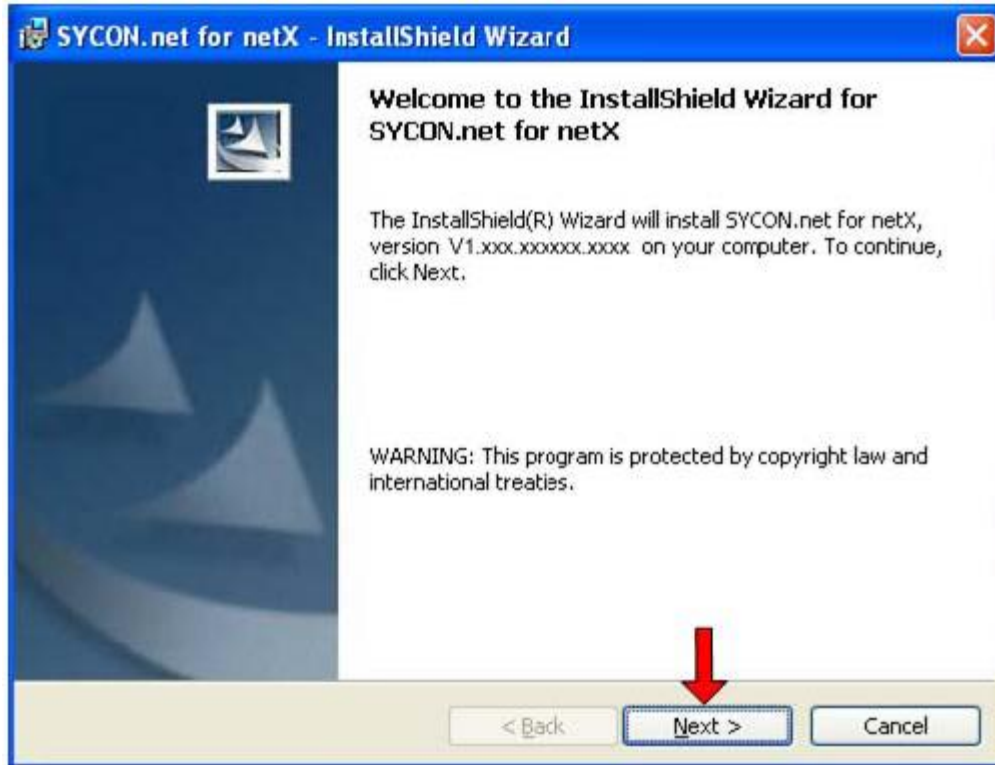 SYCON.net for netX - InstallShield Wizard
Welcome to the InstallShield Wizard for
SYCON.net for netX
The InstallShield(R) Wizard will install SYCON.net for netX,
version V1.xxx.xxxxxx.xxxx on your computer. To continue,
click Next.
WARNING: This program is protected by copyright law and
international treaties.
< Back Next > Cancel